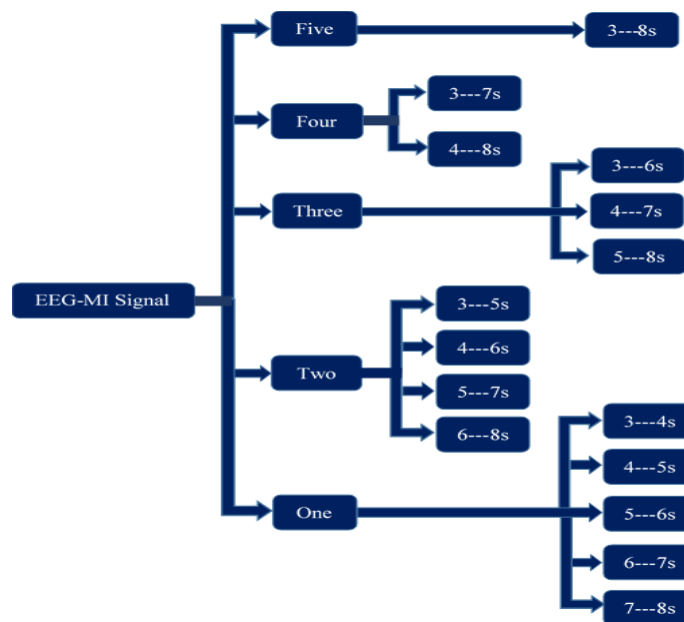 Five
3---8s
Four
3---7s
4---8s
Three
3---6s
4---7s
5---8s
EEG-MI Signal
Two
3---5s
4---6s
5---7s
6---8s
One
3---4s
4---5s
5---6s
6---7s
7---8s